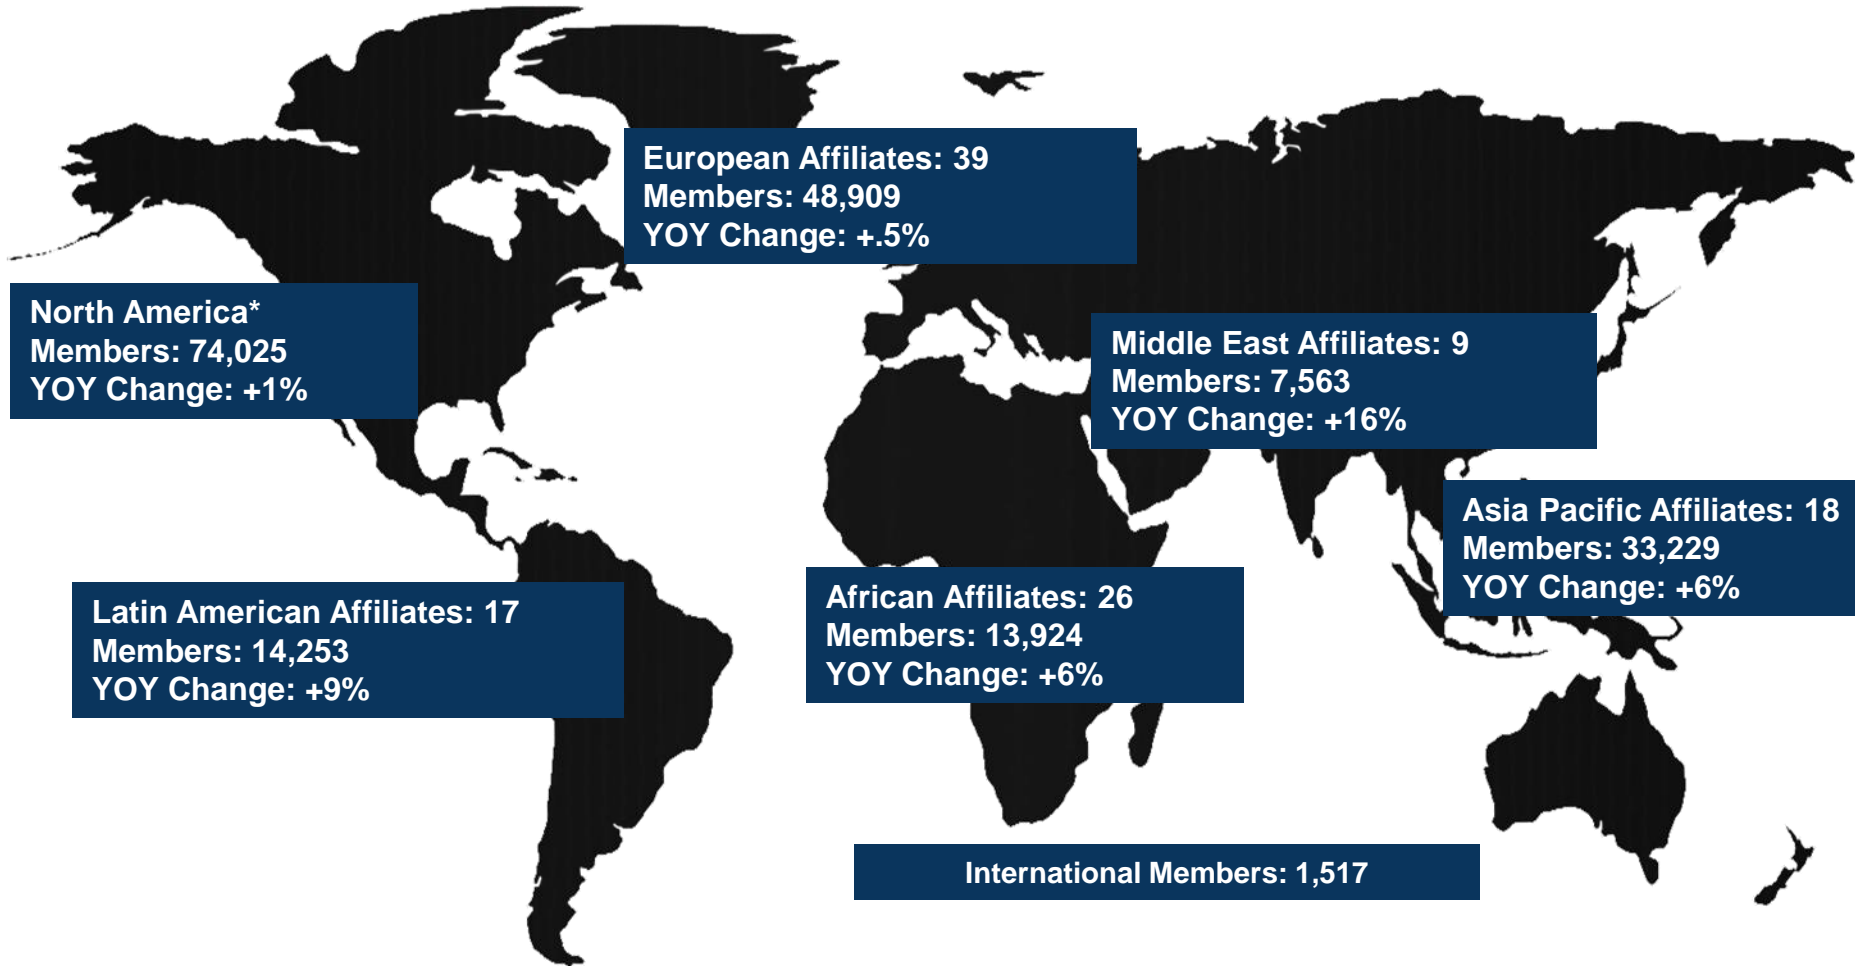 European Affiliates: 39
Members: 48,909
YOY Change: +.5%
North America*
Members: 74,025
YOY Change: +1%
Middle East Affiliates: 9
Members: 7,563
YOY Change: +16%
Asia Pacific Affiliates: 18
Members: 33,229
YOY Change: +6%
Latin American Affiliates: 17
Members: 14,253
YOY Change: +9%
African Affiliates: 26
Members: 13,924
YOY Change: +6%
International Members: 1,517